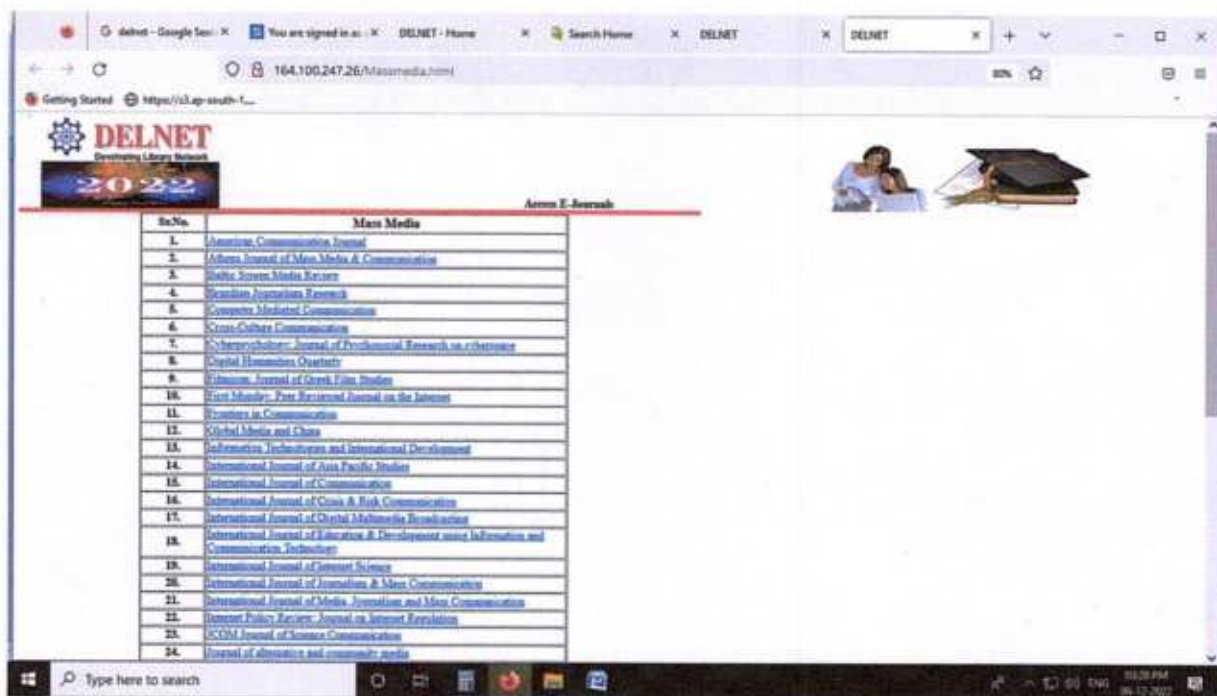 G delnet - Google Sea
You are signed in as
DELNET - Home
Search Home
DELNET
DELNET
164.100.247.26/Massmedia.html
80%
Getting Started
https://s3.ap-south-1....
DELNET
Developing Library Network
2022
Access E-Journals
Sr.No. Mass Media
1. American Communication Journal
2. Athens Journal of Mass Media & Communication
3. Baltic Screen Media Review
4. Brazilian Journalism Research
5. Computer Mediated Communication
6. Cross-Culture Communication
7. Cyberpsychology: Journal of Psychosocial Research on cyberspace
8. Digital Humanities Quarterly
9. Filmicon: Journal of Greek Film Studies
10. First Monday: Peer Reviewed Journal on the Internet
11. Frontiers in Communication
12. Global Media and China
13. Information Technologies and International Development
14. International Journal of Asia Pacific Studies
15. International Journal of Communication
16. International Journal of Crisis & Risk Communication
17. International Journal of Digital Multimedia Broadcasting
18. International Journal of Education & Development using Information and
Communication Technology
19. International Journal of Internet Science
20. International Journal of Journalism & Mass Communication
21. International Journal of Media, Journalism and Mass Communication
22. Internet Policy Review: Journal on Internet Regulation
23. JCOM Journal of Science Communication
24. Journal of alternative and community media
Type here to search
ENG